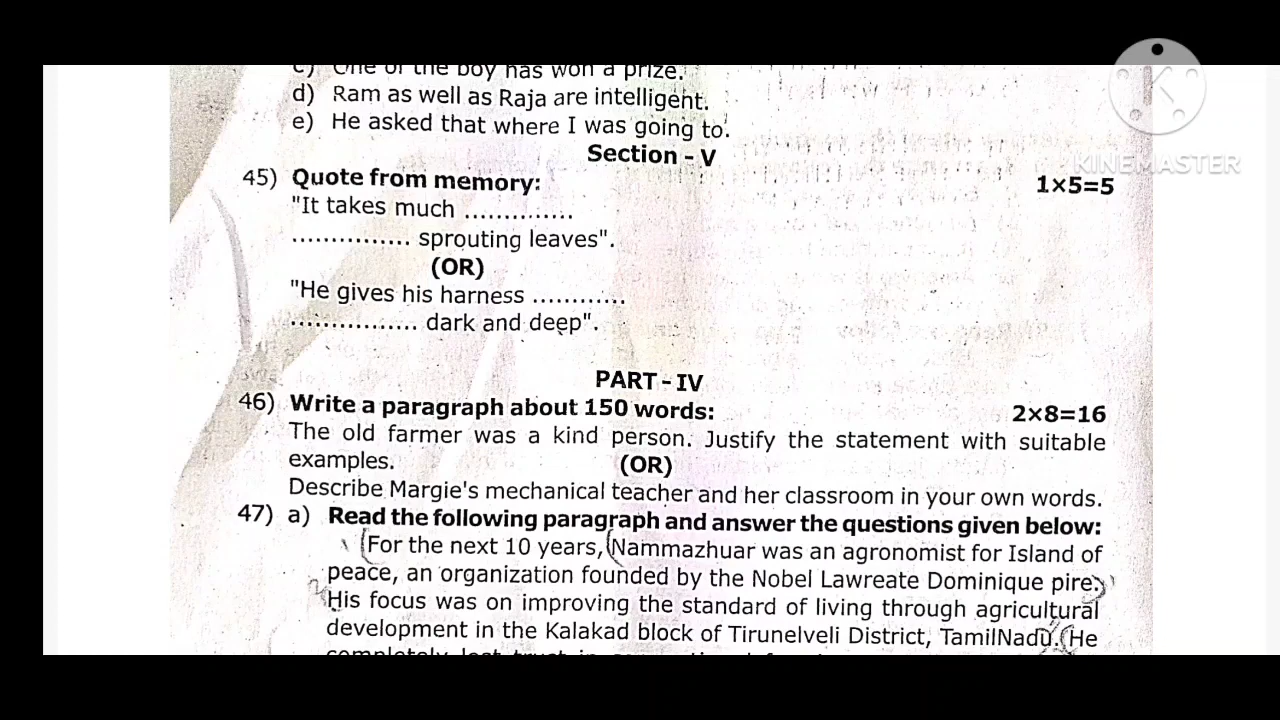 c) One of the boy has won a prize.
d) Ram as well as Raja are intelligent.
e) He asked that where I was going to.
Section - V
45) Quote from memory: 1×5=5
"It takes much ..............
............... sprouting leaves".
(OR)
"He gives his harness ............
................ dark and deep".
PART - IV
46) Write a paragraph about 150 words: 2×8=16
The old farmer was a kind person. Justify the statement with suitable
examples. (OR)
Describe Margie's mechanical teacher and her classroom in your own words.
47) a) Read the following paragraph and answer the questions given below:
For the next 10 years, Nammazhuar was an agronomist for Island of
peace, an organization founded by the Nobel Lawreate Dominique pire.
His focus was on improving the standard of living through agricultural
development in the Kalakad block of Tirunelveli District, TamilNadu. He
completely lost trust in
KINEMASTER